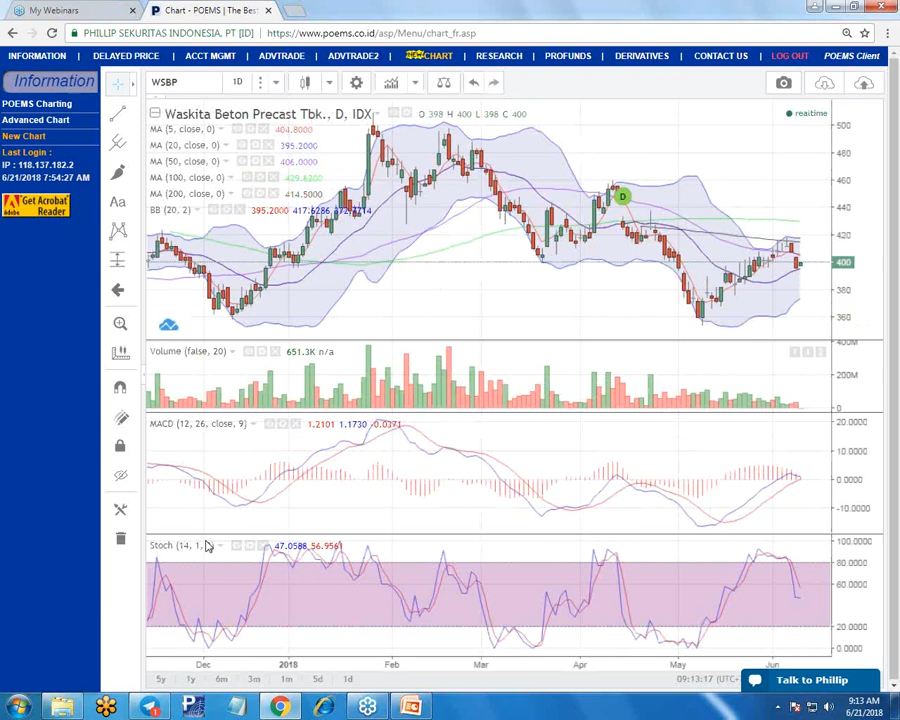 My Webinars
Chart - POEMS | The Bes
PHILLIP SEKURITAS INDONESIA, PT [ID]
https://www.poems.co.id/asp/Menu/chart_fr.asp
INFORMATION
DELAYED PRICE
ACCT MGMT
ADVTRADE
ADVTRADE2
NEW CHART
RESEARCH
PROFUNDS
DERIVATIVES
CONTACT US
LOG OUT
POEMS Client
Information
POEMS Charting
Advanced Chart
New Chart
Last Login :
IP : 118.137.182.2
6/21/2018 7:54:27 AM
Get Acrobat
Reader
WSBP
1D
Waskita Beton Precast Tbk., D, IDX
O 398 H 400 L 398 C 400
realtime
MA (5, close, 0)
404.8000
MA (20, close, 0)
395.2000
MA (50, close, 0)
406.0000
MA (100, close, 0)
429.6200
MA (200, close, 0)
414.5000
BB (20, 2)
395.2000 417.6286
D
500
480
460
440
420
400
380
360
Volume (false, 20)
651.3K n/a
400M
200M
0
MACD (12, 26, close, 9)
1.2101 1.1730 -0.0371
20.0000
0.0000
-10.0000
Stoch (14, 1,
47.0588 56.9561
100.0000
80.0000
60.0000
20.0000
0.0000
Dec
2018
Feb
Mar
Apr
May
Jun
5y
1y
6m
3m
1m
5d
1d
09:13:17 (UTC+
Talk to Phillip
9:13 AM
6/21/2018